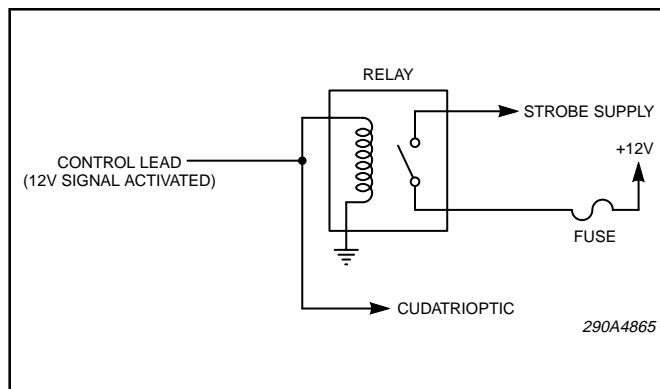 RELAY
STROBE SUPPLY
+12V
CONTROL LEAD
(12V SIGNAL ACTIVATED)
FUSE
CUDATRIOPTIC
290A4865